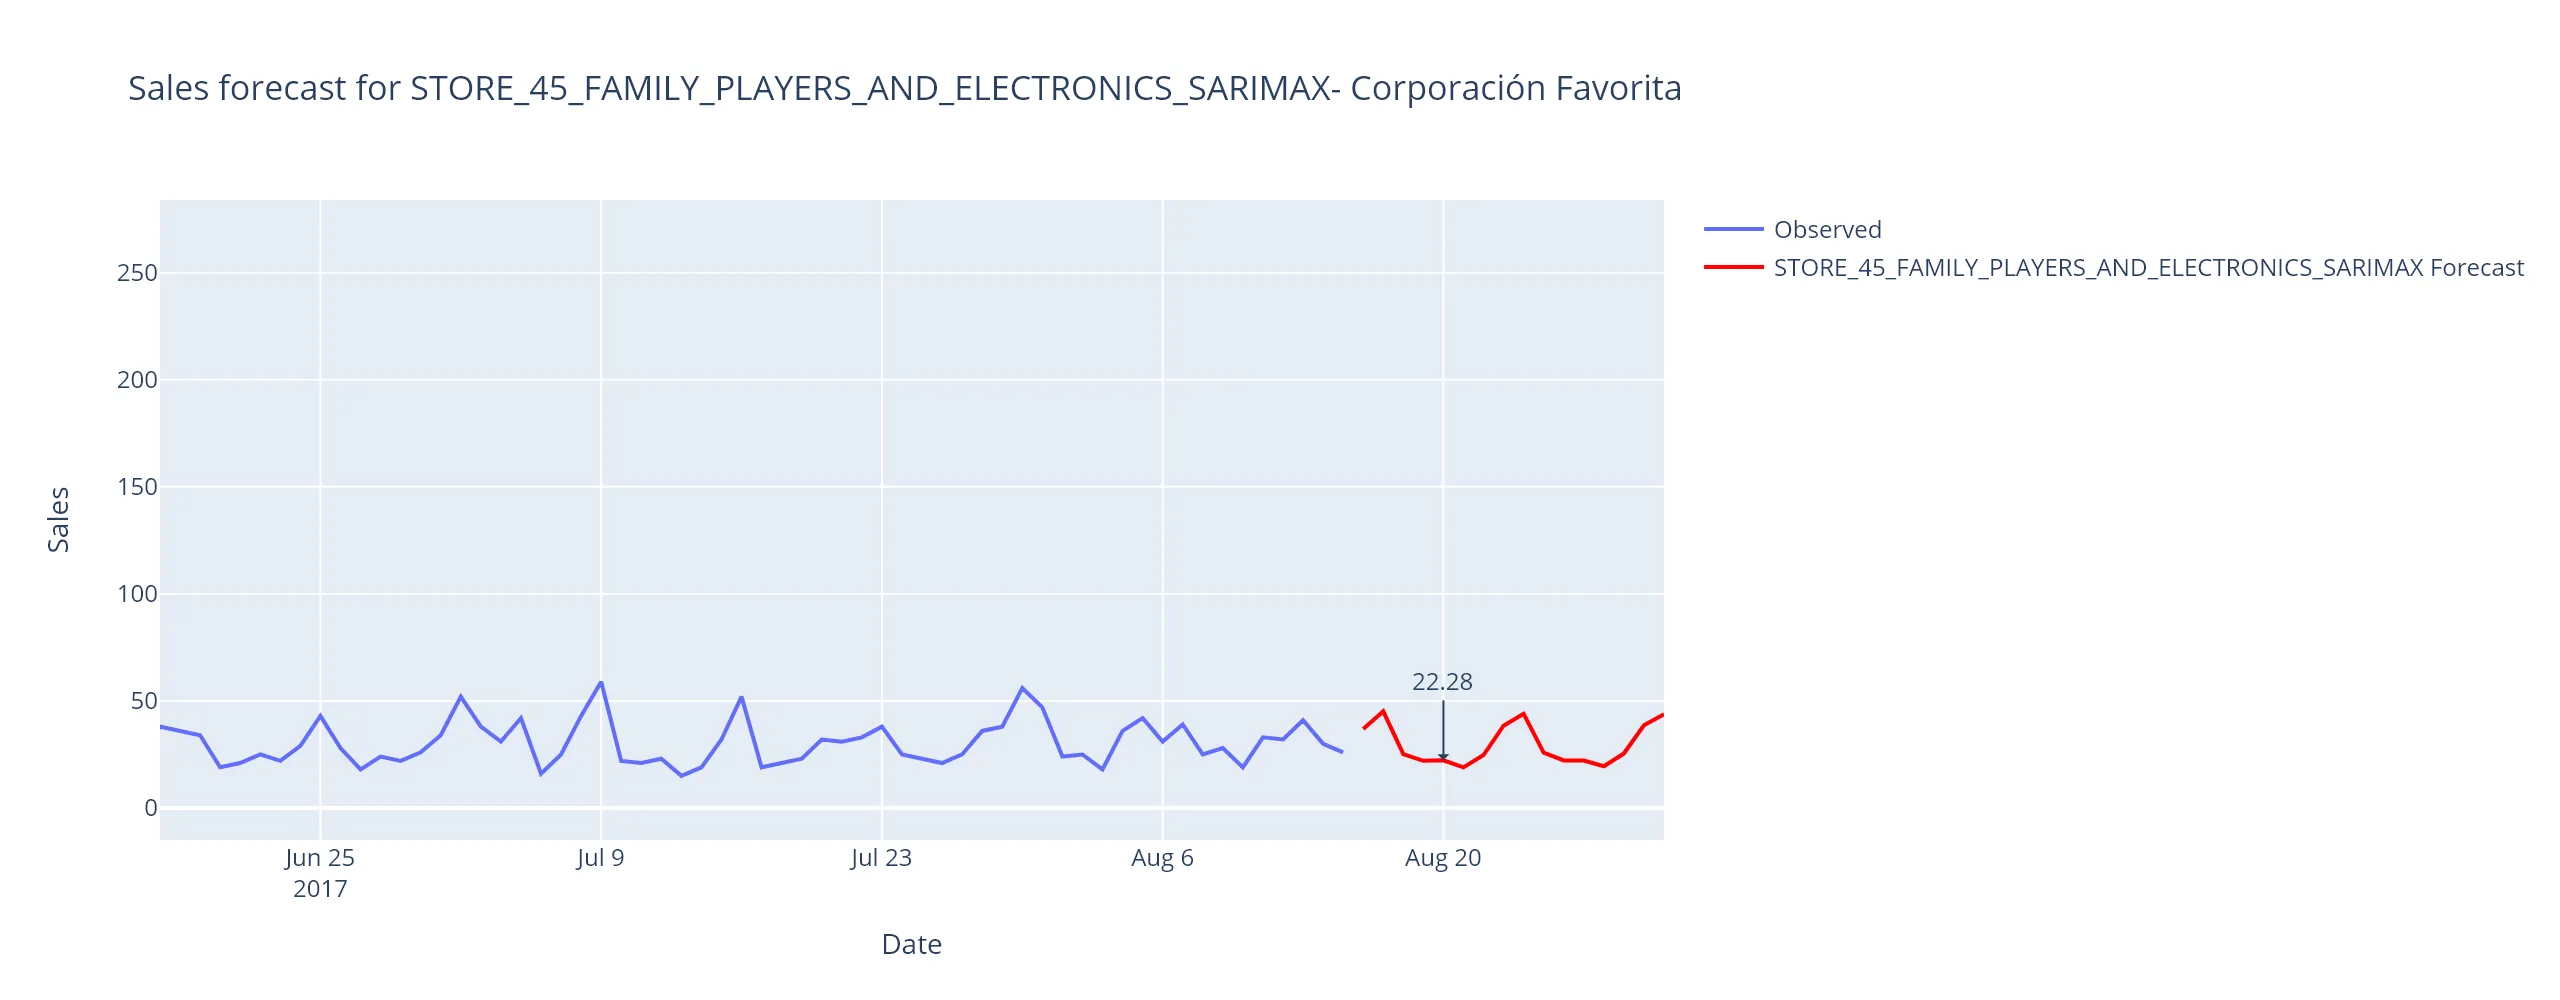 Sales forecast for STORE_45_FAMILY_PLAYERS_AND_ELECTRONICS_SARIMAX- Corporación Favorita
Observed
STORE_45_FAMILY_PLAYERS_AND_ELECTRONICS_SARIMAX Forecast
250
200
150
100
50
0
Sales
22.28
Jun 25
2017
Jul 9
Jul 23
Aug 6
Aug 20
Date